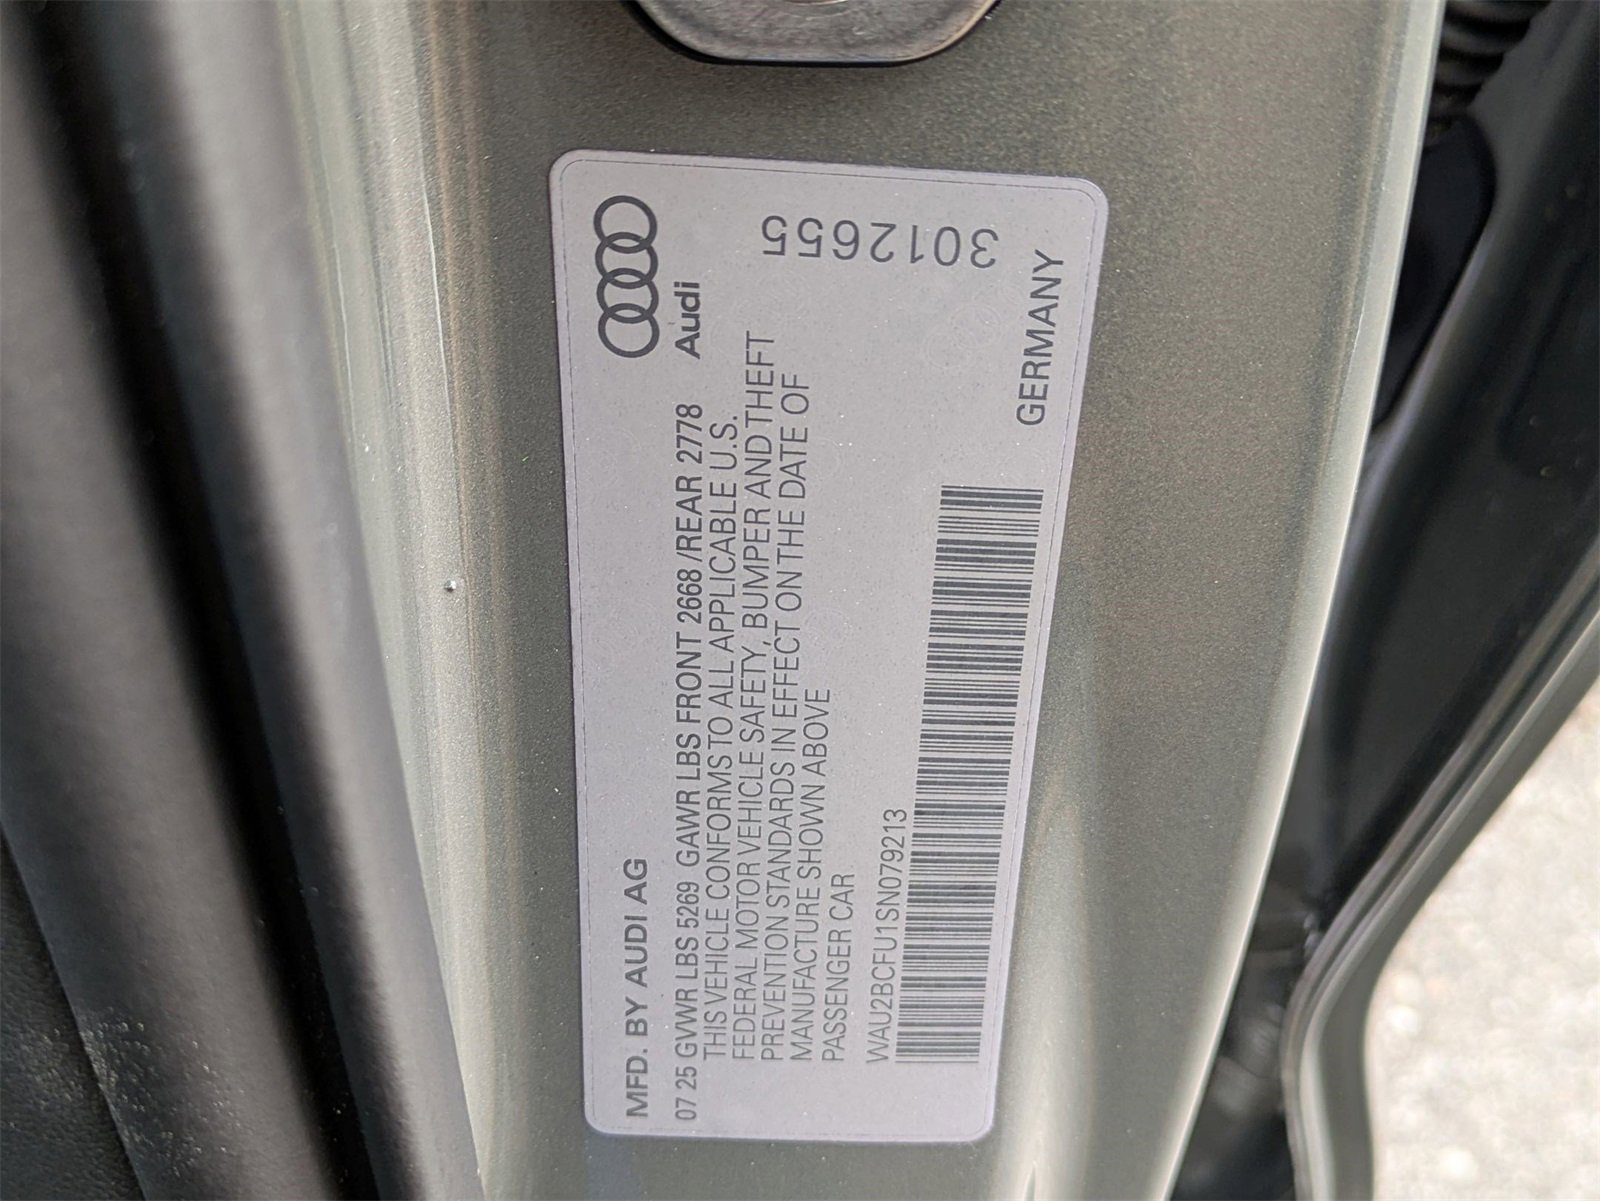 MFD. BY AUDI AG
Audi
07 25 GVWR LBS 5269 GAWR LBS FRONT 2668/REAR 2778
THIS VEHICLE CONFORMS TO ALL APPLICABLE U.S.
FEDERAL MOTOR VEHICLE SAFETY, BUMPER AND THEFT
PREVENTION STANDARDS IN EFFECT ON THE DATE OF
MANUFACTURE SHOWN ABOVE
PASSENGER CAR
3012655
WAU2BCFU1SN079213
GERMANY